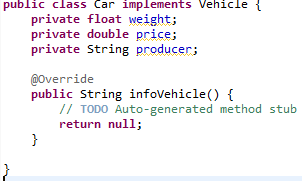 public class Car implements Vehicle {
private float weight;
private double price;
private String producer;
@Override
public String infoVehicle() {
// TODO Auto-generated method stub
return null;
}
}